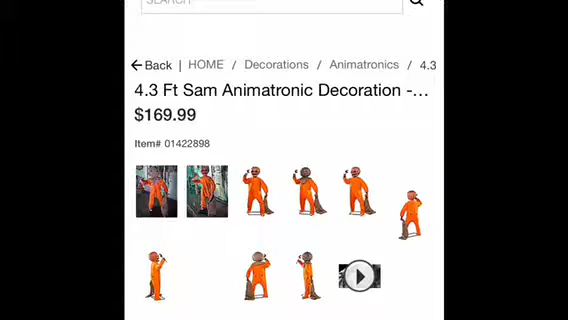 SEARCH
Back | HOME / Decorations / Animatronics / 4.3
4.3 Ft Sam Animatronic Decoration -...
$169.99
Item# 01422898